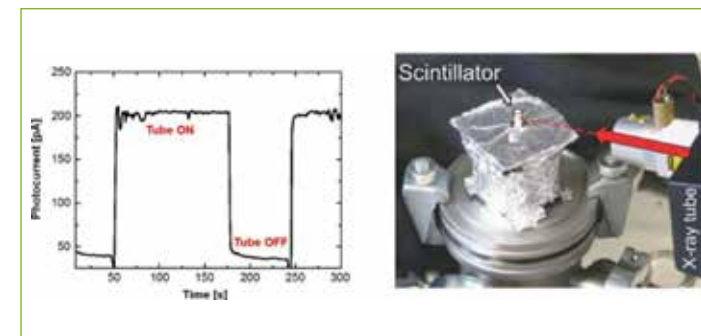 250
200
150
100
50
50
100
150
200
250
300
Photocurrent [pA]
Time [s]
Tube ON
Tube OFF
Scintillator
X-ray tube